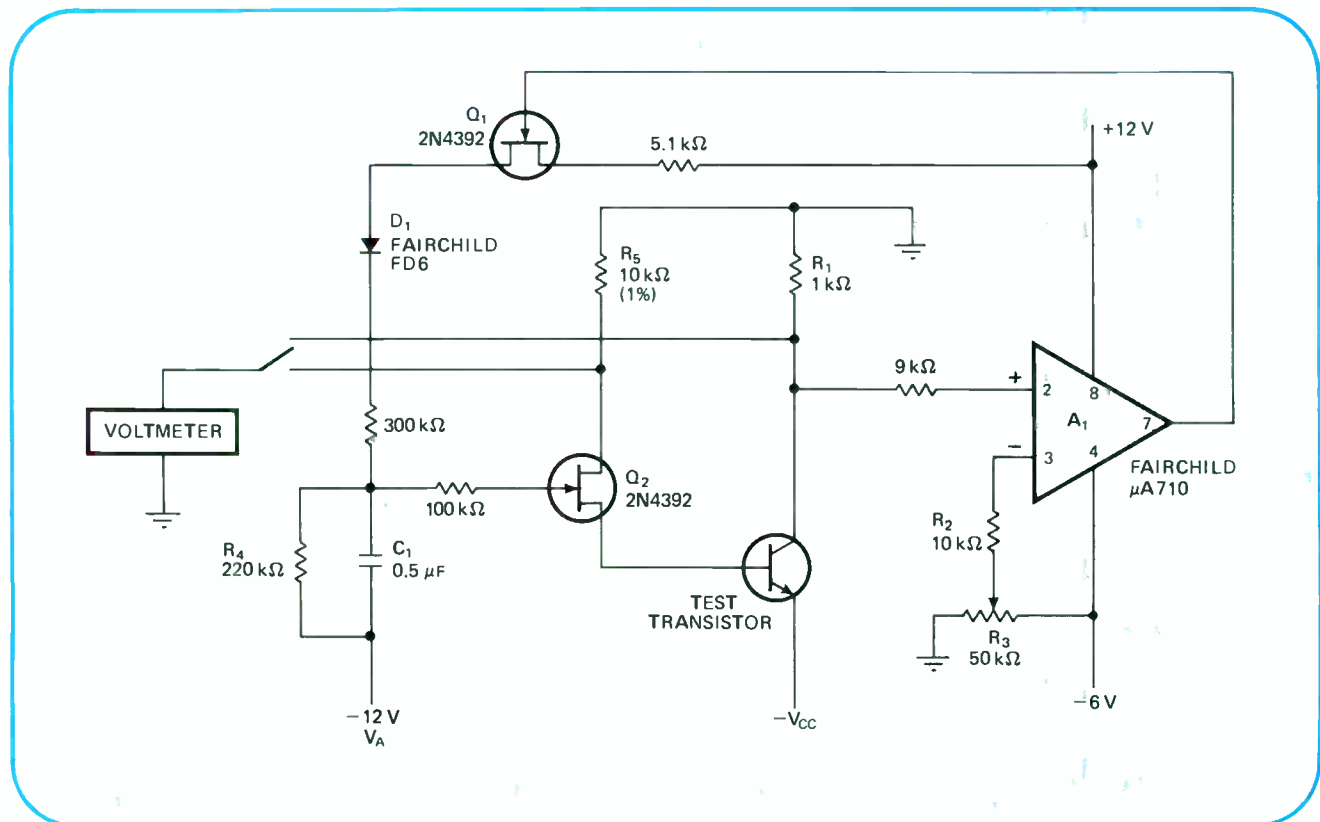 Q1
2N4392
5.1 kΩ
+12 V
D1
FAIRCHILD
FD6
R5
10 kΩ
(1%)
R1
1 kΩ
9 kΩ
+
2
8
A1
7
−
3
4
FAIRCHILD
μA710
VOLTMETER
300 kΩ
Q2
2N4392
100 kΩ
R4
220 kΩ
C1
0.5 μF
TEST
TRANSISTOR
R2
10 kΩ
R3
50 kΩ
−12 V
VA
−VCC
−6 V